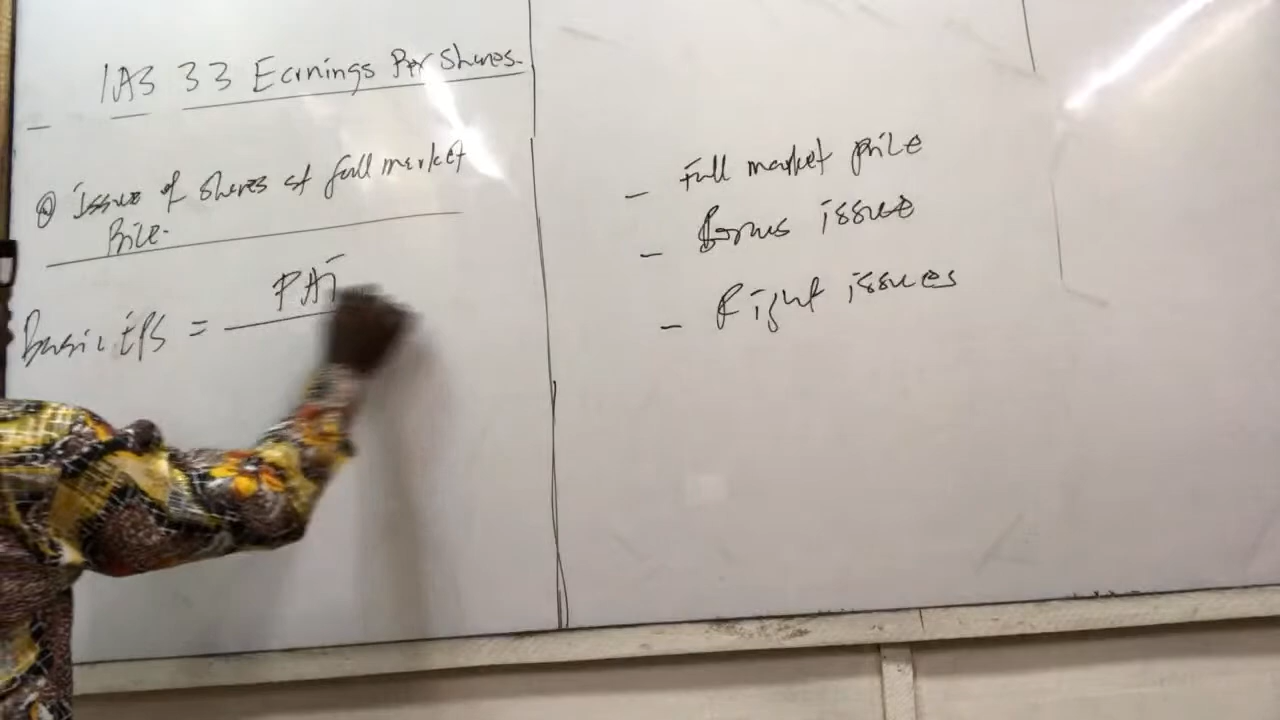 IAS 33 Earnings Per Shares.
@ Issue of shares at full market
Price.
Basic EPS = PAT
- Full market price
- Bonus issue
- Right issues